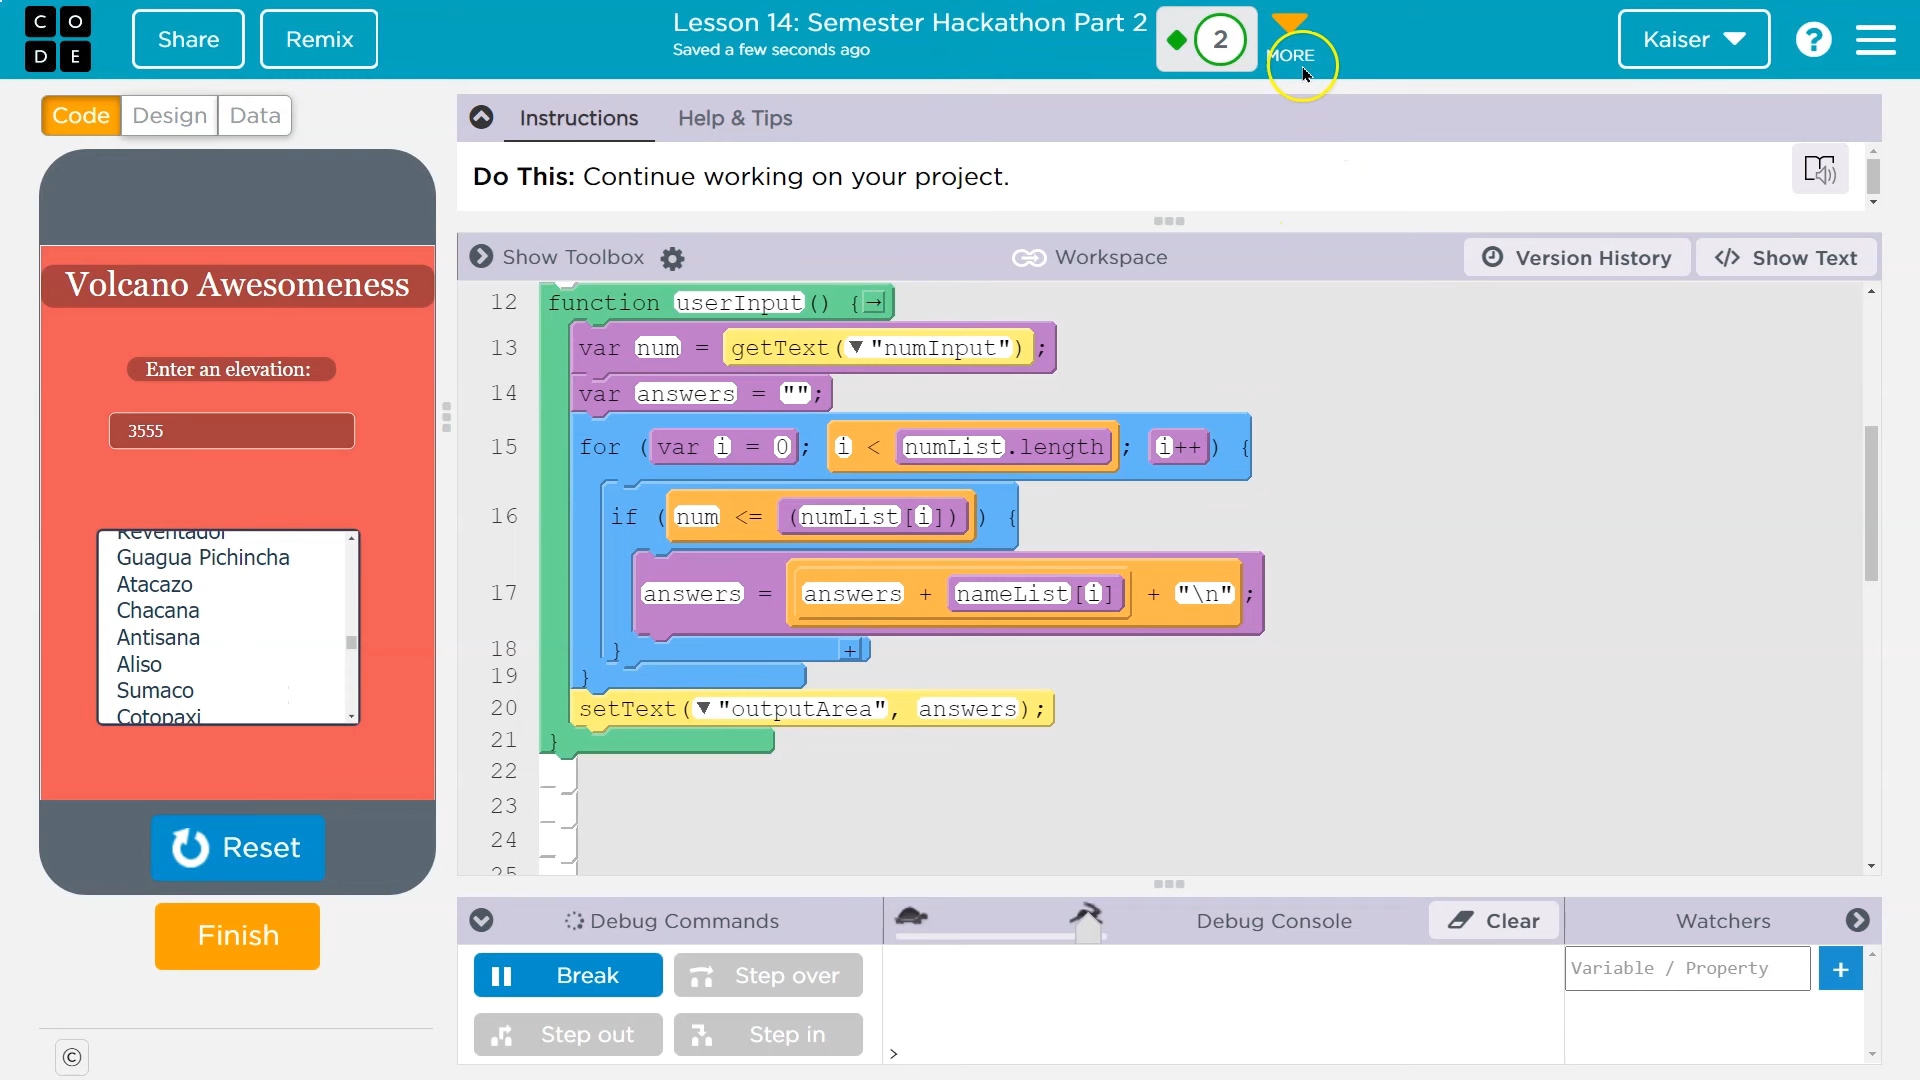 C O
D E
Share
Remix
Lesson 14: Semester Hackathon Part 2
Saved a few seconds ago
2
MORE
Kaiser
?
Code
Design
Data
Instructions
Help & Tips
Do This: Continue working on your project.
Show Toolbox
Workspace
Version History
</> Show Text
Volcano Awesomeness
Enter an elevation:
3555
Reventador
Guagua Pichincha
Atacazo
Chacana
Antisana
Aliso
Sumaco
Cotopaxi
Reset
Finish
©
12 function userInput() {→
13 var num = getText(▼ "numInput");
14 var answers = "";
15 for (var i = 0; i < numList.length; i++) {
16 if (num <= (numList[i])) {
17 answers = answers + nameList[i] + "\n";
18 } +
19 }
20 setText(▼ "outputArea", answers);
21 }
22
23
24
25
Debug Commands
Debug Console
Clear
Watchers
Break
Step over
Step out
Step in
>
Variable / Property
+